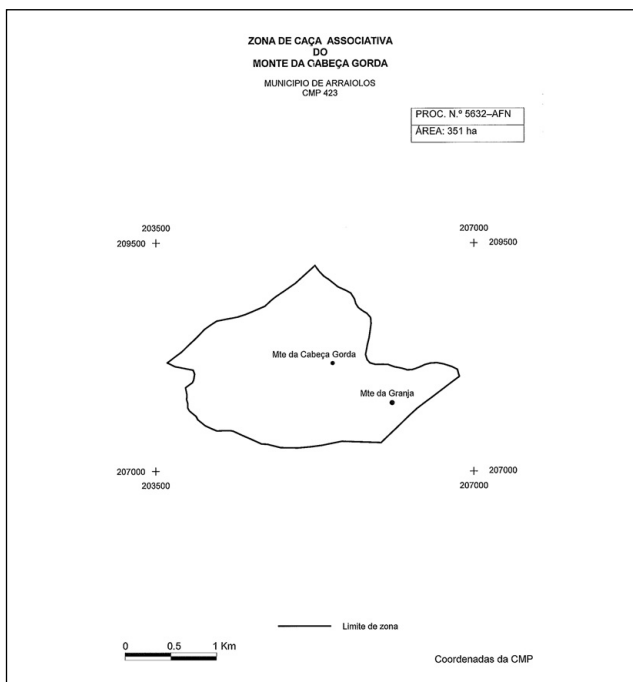 ZONA DE CAÇA ASSOCIATIVA
DO
MONTE DA CABEÇA GORDA
MUNICIPIO DE ARRAIOLOS
CMP 423
PROC. N.º 5632–AFN
ÁREA: 351 ha
203500
207000
209500
209500
Mte da Cabeça Gorda
Mte da Granja
207000
207000
203500
207000
Limite de zona
0 0.5 1 Km
Coordenadas da CMP